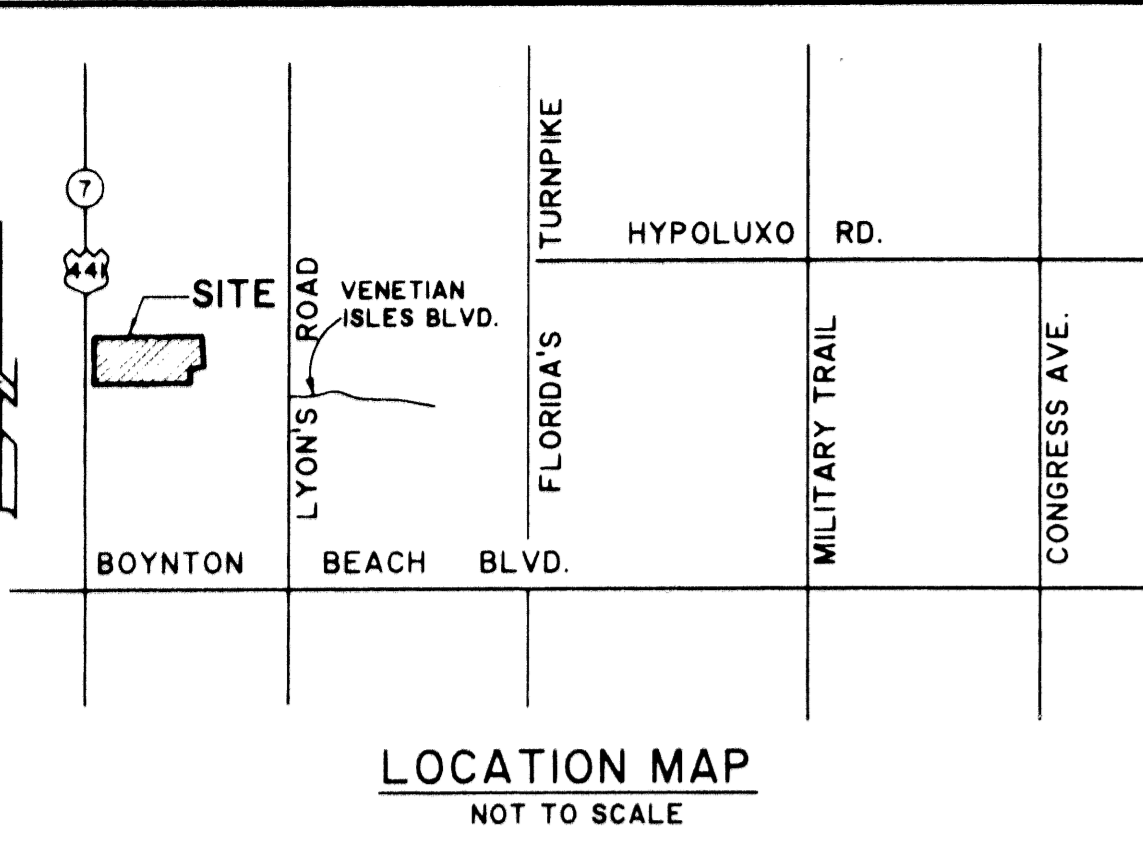 7
441
SITE
LYON'S ROAD
VENETIAN
ISLES BLVD.
FLORIDA'S TURNPIKE
HYPOLUXO RD.
MILITARY TRAIL
CONGRESS AVE.
BOYNTON BEACH BLVD.
LOCATION MAP
NOT TO SCALE